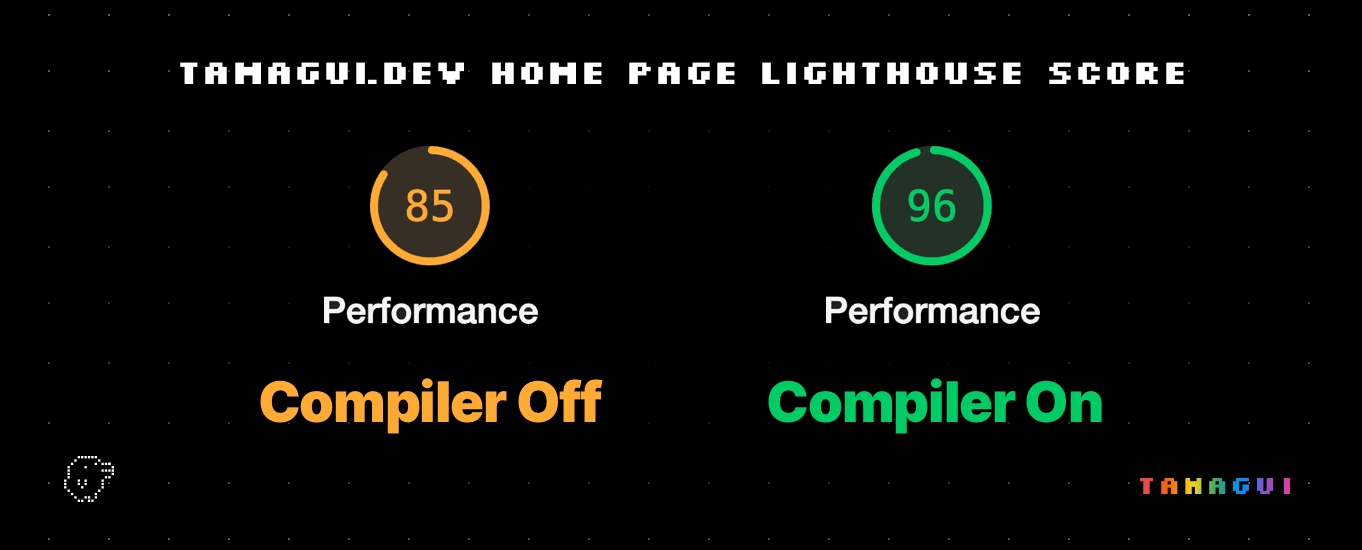 TAMAGUI.DEV HOME PAGE LIGHTHOUSE SCORE
85 96
Performance Performance
Compiler Off Compiler On
TAMAGUI